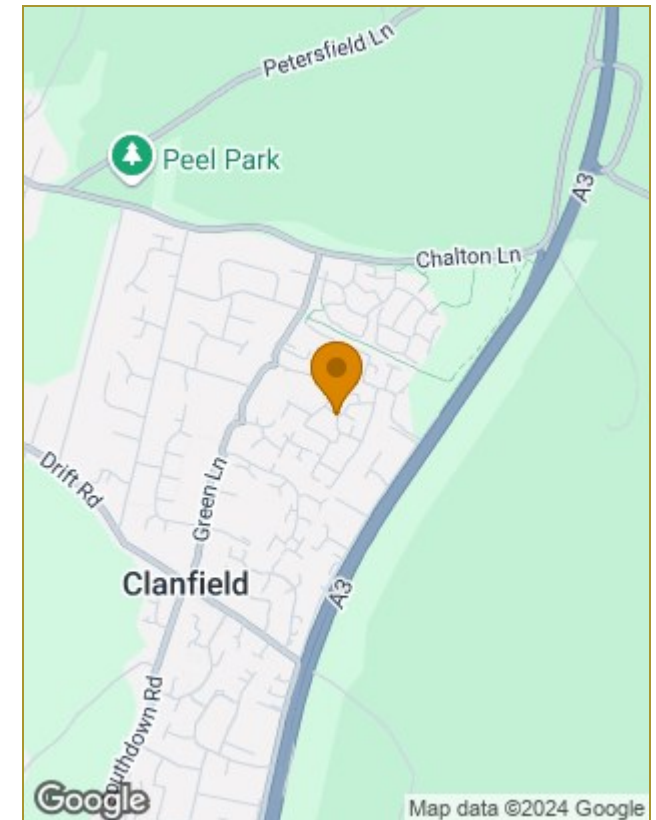 Petersfield Ln
Peel Park
A3
Chalton Ln
Drift Rd
Green Ln
Clanfield
A3
outhdown Rd
Google
Map data ©2024 Google